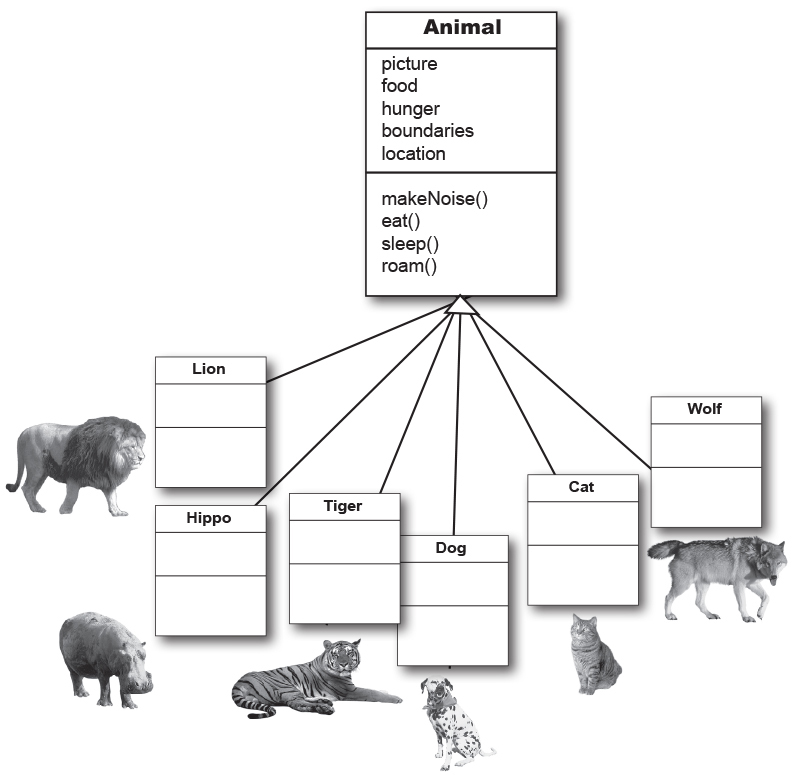 Animal
picture
food
hunger
boundaries
location
makeNoise()
eat()
sleep()
roam()
Lion
Wolf
Cat
Tiger
Hippo
Dog